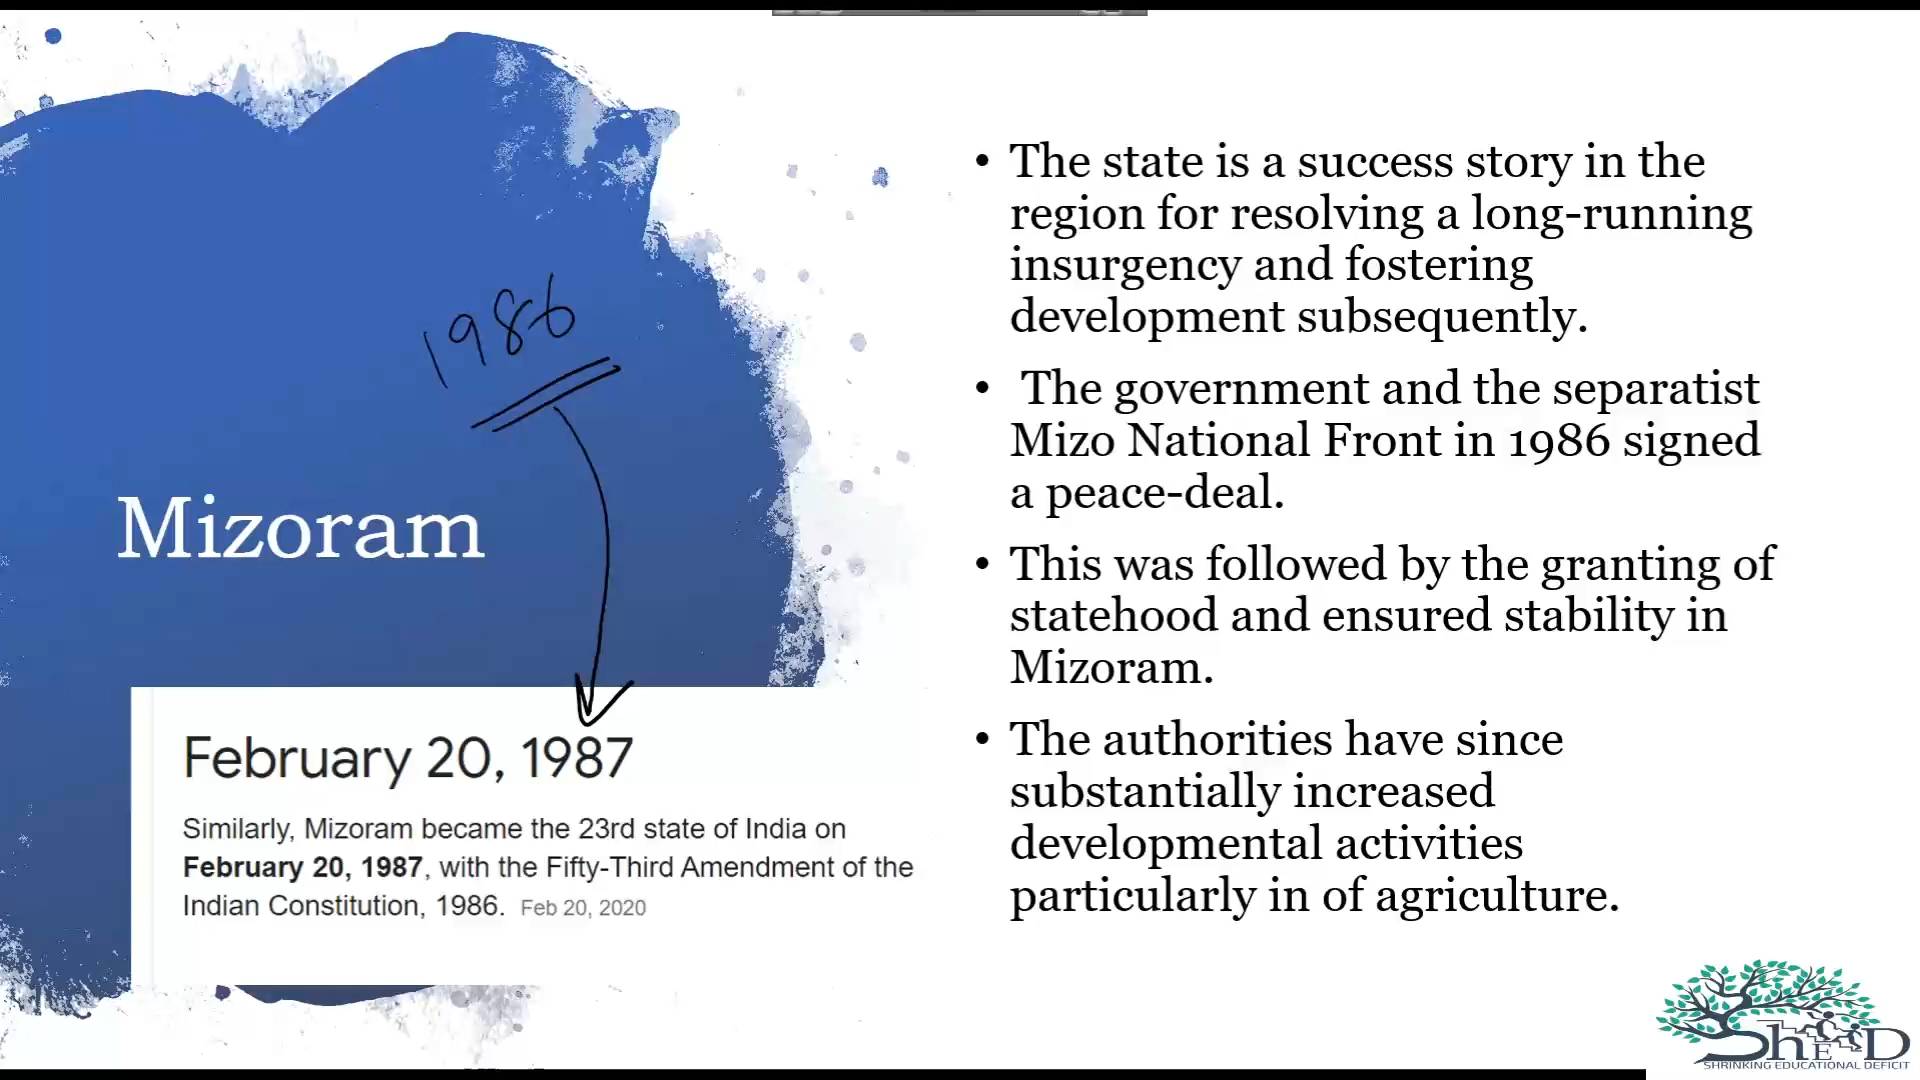 1986
Mizoram
February 20, 1987
Similarly, Mizoram became the 23rd state of India on
February 20, 1987, with the Fifty-Third Amendment of the
Indian Constitution, 1986. Feb 20, 2020
• The state is a success story in the
region for resolving a long-running
insurgency and fostering
development subsequently.
• The government and the separatist
Mizo National Front in 1986 signed
a peace-deal.
• This was followed by the granting of
statehood and ensured stability in
Mizoram.
• The authorities have since
substantially increased
developmental activities
particularly in of agriculture.
ShED
SHRINKING EDUCATIONAL DEFICIT